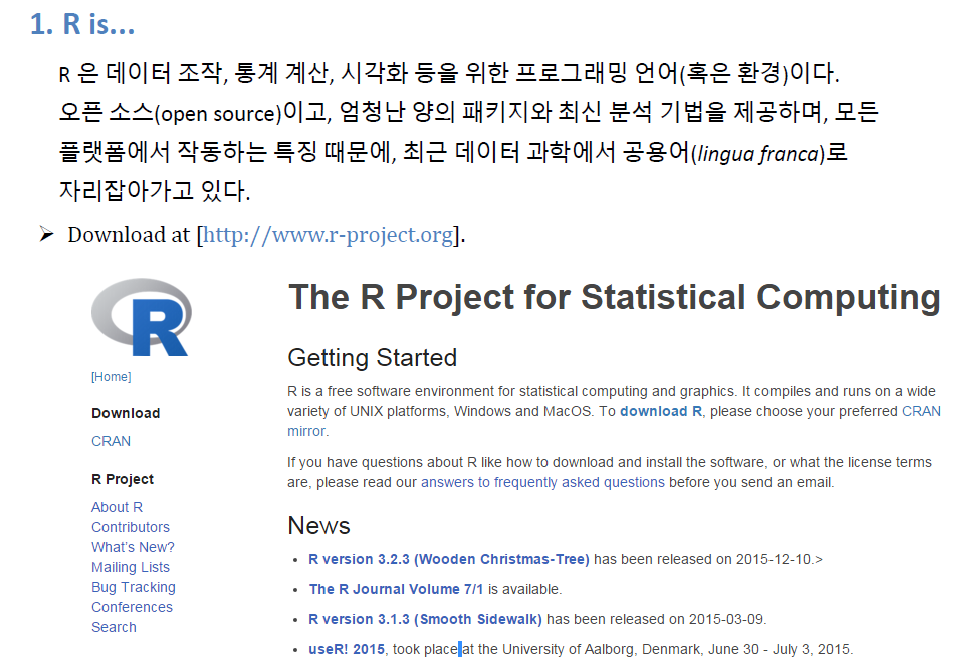 1. R is...
R 은 데이터 조작, 통계 계산, 시각화 등을 위한 프로그래밍 언어(혹은 환경)이다.
오픈 소스(open source)이고, 엄청난 양의 패키지와 최신 분석 기법을 제공하며, 모든
플랫폼에서 작동하는 특징 때문에, 최근 데이터 과학에서 공용어(lingua franca)로
자리잡아가고 있다.
➢ Download at [http://www.r-project.org].
R
[Home]
Download
CRAN
R Project
About R
Contributors
What's New?
Mailing Lists
Bug Tracking
Conferences
Search
The R Project for Statistical Computing
Getting Started
R is a free software environment for statistical computing and graphics. It compiles and runs on a wide
variety of UNIX platforms, Windows and MacOS. To download R, please choose your preferred CRAN
mirror.
If you have questions about R like how to download and install the software, or what the license terms
are, please read our answers to frequently asked questions before you send an email.
News
• R version 3.2.3 (Wooden Christmas-Tree) has been released on 2015-12-10.>
• The R Journal Volume 7/1 is available.
• R version 3.1.3 (Smooth Sidewalk) has been released on 2015-03-09.
• useR! 2015, took place at the University of Aalborg, Denmark, June 30 - July 3, 2015.